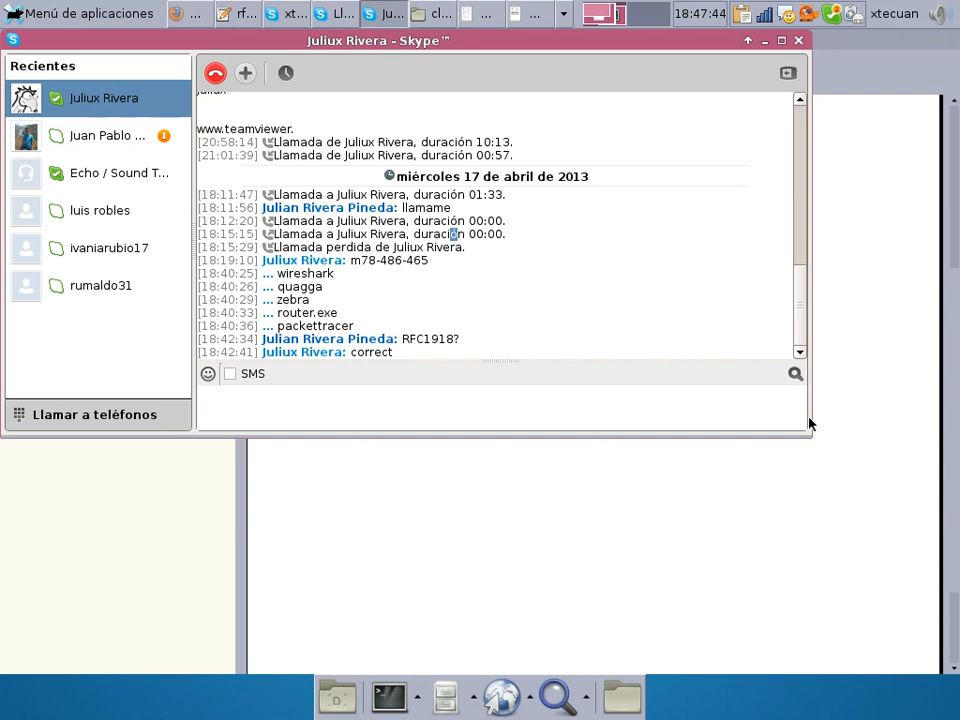 Menú de aplicaciones
...
rf...
xt...
Ll...
Ju...
cl...
...
...
18:47:44
xtecuan
Juliux Rivera - Skype™
Recientes
Juliux Rivera
Juan Pablo ... 1
Echo / Sound T...
luis robles
ivaniarubio17
rumaldo31
Llamar a teléfonos
www.teamviewer.
[20:58:14] Llamada de Juliux Rivera, duración 10:13.
[21:01:39] Llamada de Juliux Rivera, duración 00:57.
miércoles 17 de abril de 2013
[18:11:47] Llamada a Juliux Rivera, duración 01:33.
[18:11:56] Julian Rivera Pineda: llamame
[18:12:20] Llamada a Juliux Rivera, duración 00:00.
[18:15:15] Llamada a Juliux Rivera, duración 00:00.
[18:15:29] Llamada perdida de Juliux Rivera.
[18:19:10] Juliux Rivera: m78-486-465
[18:40:25] ... wireshark
[18:40:26] ... quagga
[18:40:29] ... zebra
[18:40:33] ... router.exe
[18:40:36] ... packettracer
[18:42:34] Julian Rivera Pineda: RFC1918?
[18:42:41] Juliux Rivera: correct
SMS